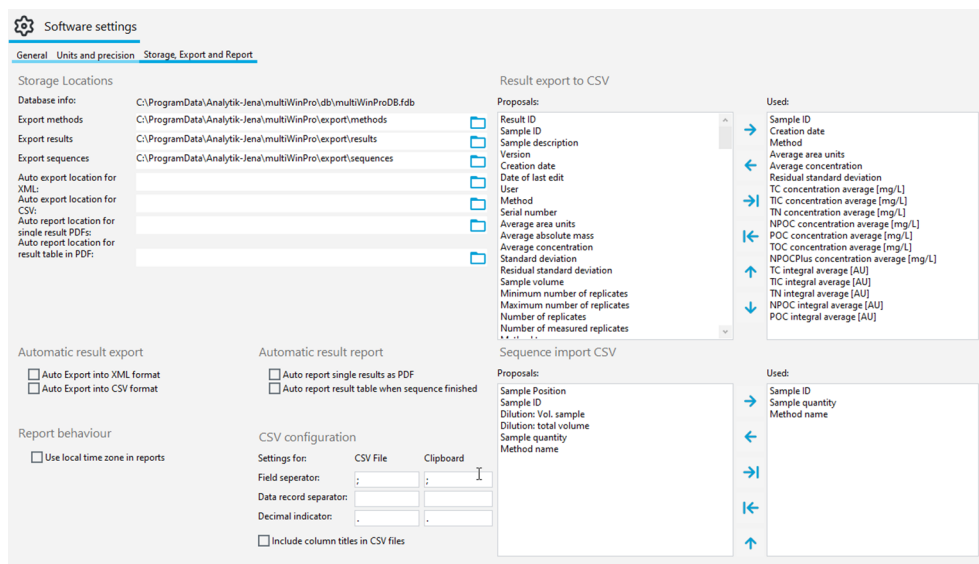 Software settings
General Units and precision Storage, Export and Report
Storage Locations
Database info: C:\ProgramData\Analytik-Jena\multiWinPro\db\multiWinProDB.fdb
Export methods C:\ProgramData\Analytik-Jena\multiWinPro\export\methods
Export results C:\ProgramData\Analytik-Jena\multiWinPro\export\results
Export sequences C:\ProgramData\Analytik-Jena\multiWinPro\export\sequences
Auto export location for
XML:
Auto export location for
CSV:
Auto report location for
single result PDFs:
Auto report location for
result table in PDF:
Result export to CSV
Proposals:
Result ID
Sample ID
Sample description
Version
Creation date
Date of last edit
User
Method
Serial number
Average area units
Average absolute mass
Average concentration
Standard deviation
Residual standard deviation
Sample volume
Minimum number of replicates
Maximum number of replicates
Number of replicates
Number of measured replicates
Used:
Sample ID
Creation date
Method
Average area units
Average concentration
Residual standard deviation
TC concentration average [mg/L]
TIC concentration average [mg/L]
TN concentration average [mg/L]
NPOC concentration average [mg/L]
POC concentration average [mg/L]
TOC concentration average [mg/L]
NPOCPlus concentration average [mg/L]
TC integral average [AU]
TIC integral average [AU]
TN integral average [AU]
NPOC integral average [AU]
POC integral average [AU]
Automatic result export
Auto Export into XML format
Auto Export into CSV format
Automatic result report
Auto report single results as PDF
Auto report result table when sequence finished
Report behaviour
Use local time zone in reports
CSV configuration
Settings for: CSV File Clipboard
Field seperator: ; ;
Data record separator:
Decimal indicator: . .
Include column titles in CSV files
Sequence import CSV
Proposals:
Sample Position
Sample ID
Dilution: Vol. sample
Dilution: total volume
Sample quantity
Method name
Used:
Sample ID
Sample quantity
Method name